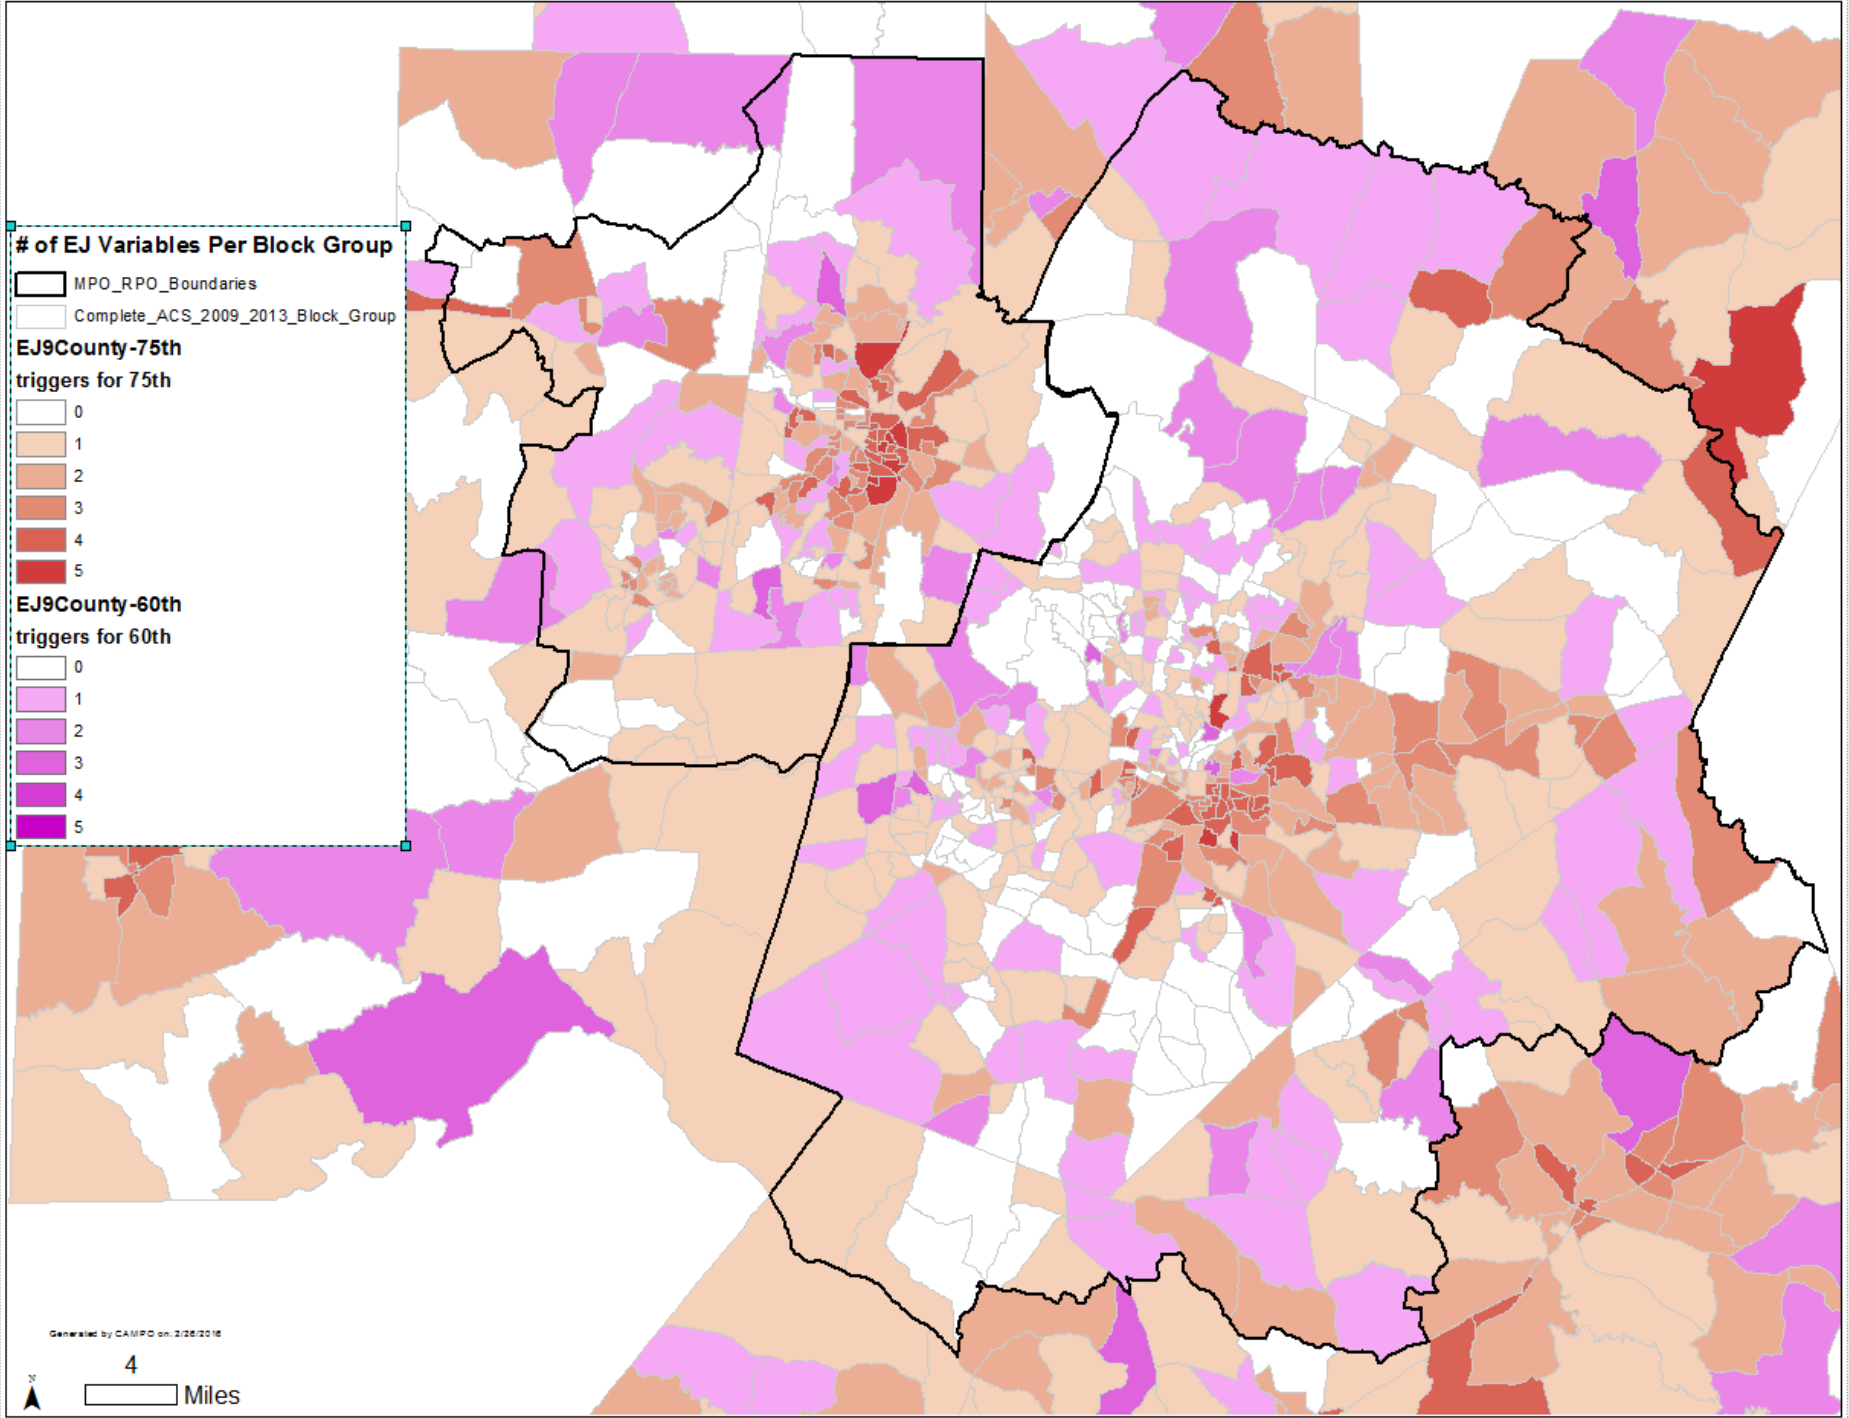 # of EJ Variables Per Block Group
MPO_RPO_Boundaries
Complete_ACS_2009_2013_Block_Group
EJ9County-75th
triggers for 75th
0
1
2
3
4
5
EJ9County-60th
triggers for 60th
0
1
2
3
4
5
Generated by CAMPO on: 2/26/2016
4
N
Miles